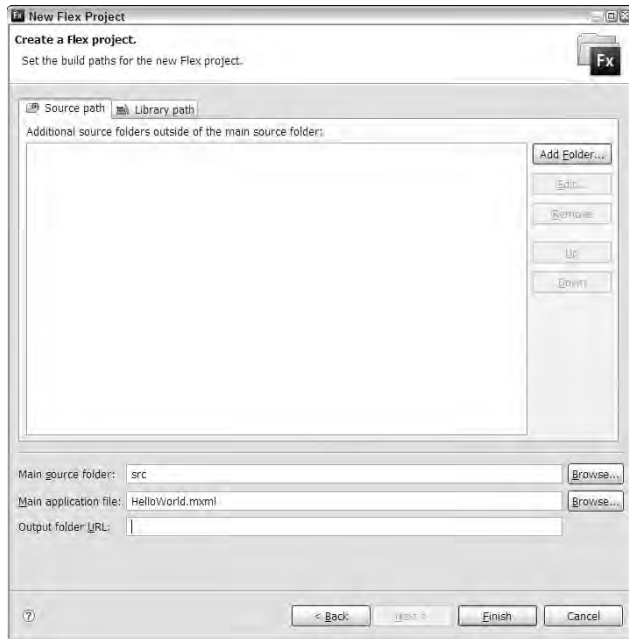 Fx New Flex Project
Create a Flex project.
Set the build paths for the new Flex project.
Fx
Source path Library path
Additional source folders outside of the main source folder:
Add Folder...
Edit...
Remove
Up
Down
Main source folder: src Browse...
Main application file: HelloWorld.mxml Browse...
Output folder URL:
? < Back Next > Finish Cancel